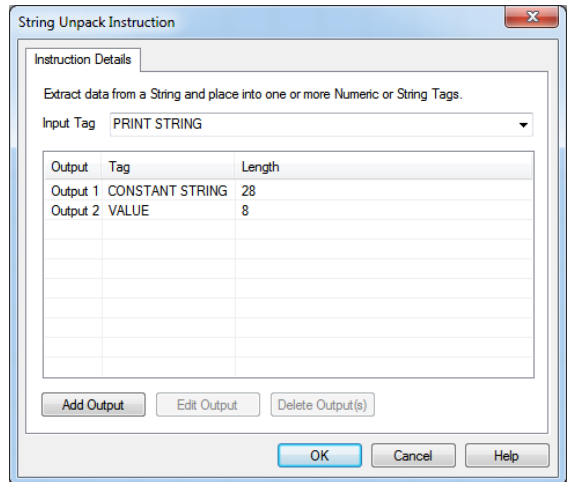 String Unpack Instruction
Instruction Details
Extract data from a String and place into one or more Numeric or String Tags.
Input Tag PRINT STRING
Output Tag Length
Output 1 CONSTANT STRING 28
Output 2 VALUE 8
Add Output Edit Output Delete Output(s)
OK Cancel Help